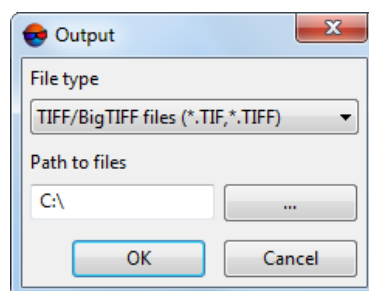 Output
File type
TIFF/BigTIFF files (*.TIF,*.TIFF)
Path to files
C:\
...
OK
Cancel